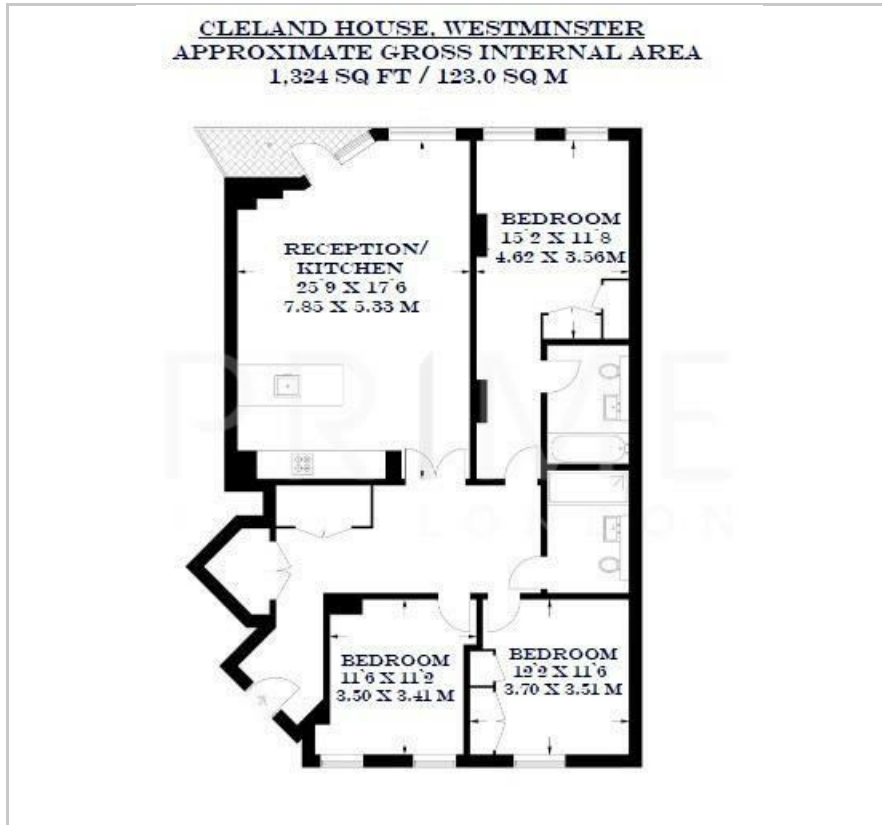 CLELAND HOUSE, WESTMINSTER
APPROXIMATE GROSS INTERNAL AREA
1,324 SQ FT / 123.0 SQ M
BEDROOM
15'2 X 11'8
4.62 X 3.56M
RECEPTION/
KITCHEN
25'9 X 17'6
7.85 X 5.33 M
PRIME
LONDON
BEDROOM
11'6 X 11'2
3.50 X 3.41 M
BEDROOM
12'2 X 11'6
3.70 X 3.51 M